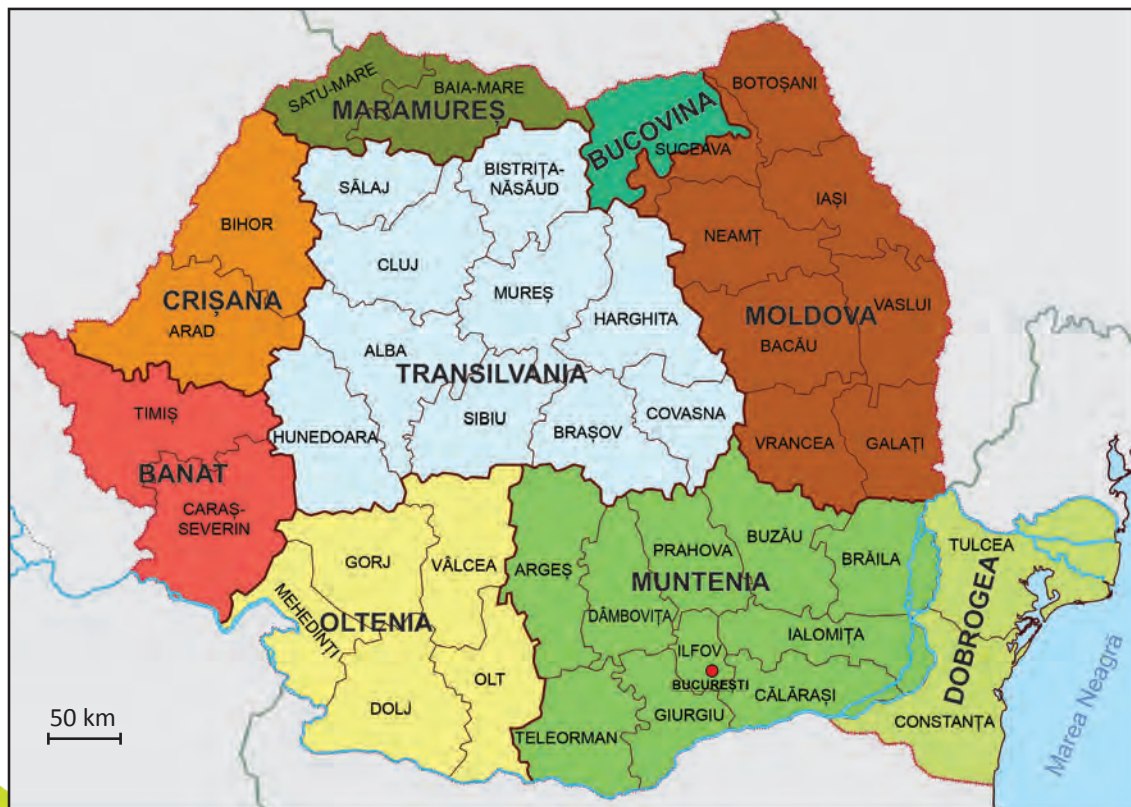 SATU-MARE
BAIA-MARE
MARAMUREȘ
BOTOȘANI
BUCOVINA
SUCEAVA
SĂLAJ
BISTRIȚA-
NĂSĂUD
IAȘI
BIHOR
NEAMȚ
CLUJ
MUREȘ
CRIȘANA
ARAD
HARGHITA
VASLUI
MOLDOVA
BACĂU
ALBA
TRANSILVANIA
TIMIȘ
HUNEDOARA
SIBIU
BRAȘOV
COVASNA
VRANCEA
GALAȚI
BANAT
CARAȘ-
SEVERIN
GORJ
VÂLCEA
ARGEȘ
PRAHOVA
BUZĂU
BRĂILA
TULCEA
MUNTENIA
MEHEDINȚI
OLTENIA
DÂMBOVIȚA
IALOMIȚA
DOBROGEA
ILFOV
BUCUREȘTI
OLT
CĂLĂRAȘI
DOLJ
GIURGIU
TELEORMAN
CONSTANȚA
50 km
Marea Neagră